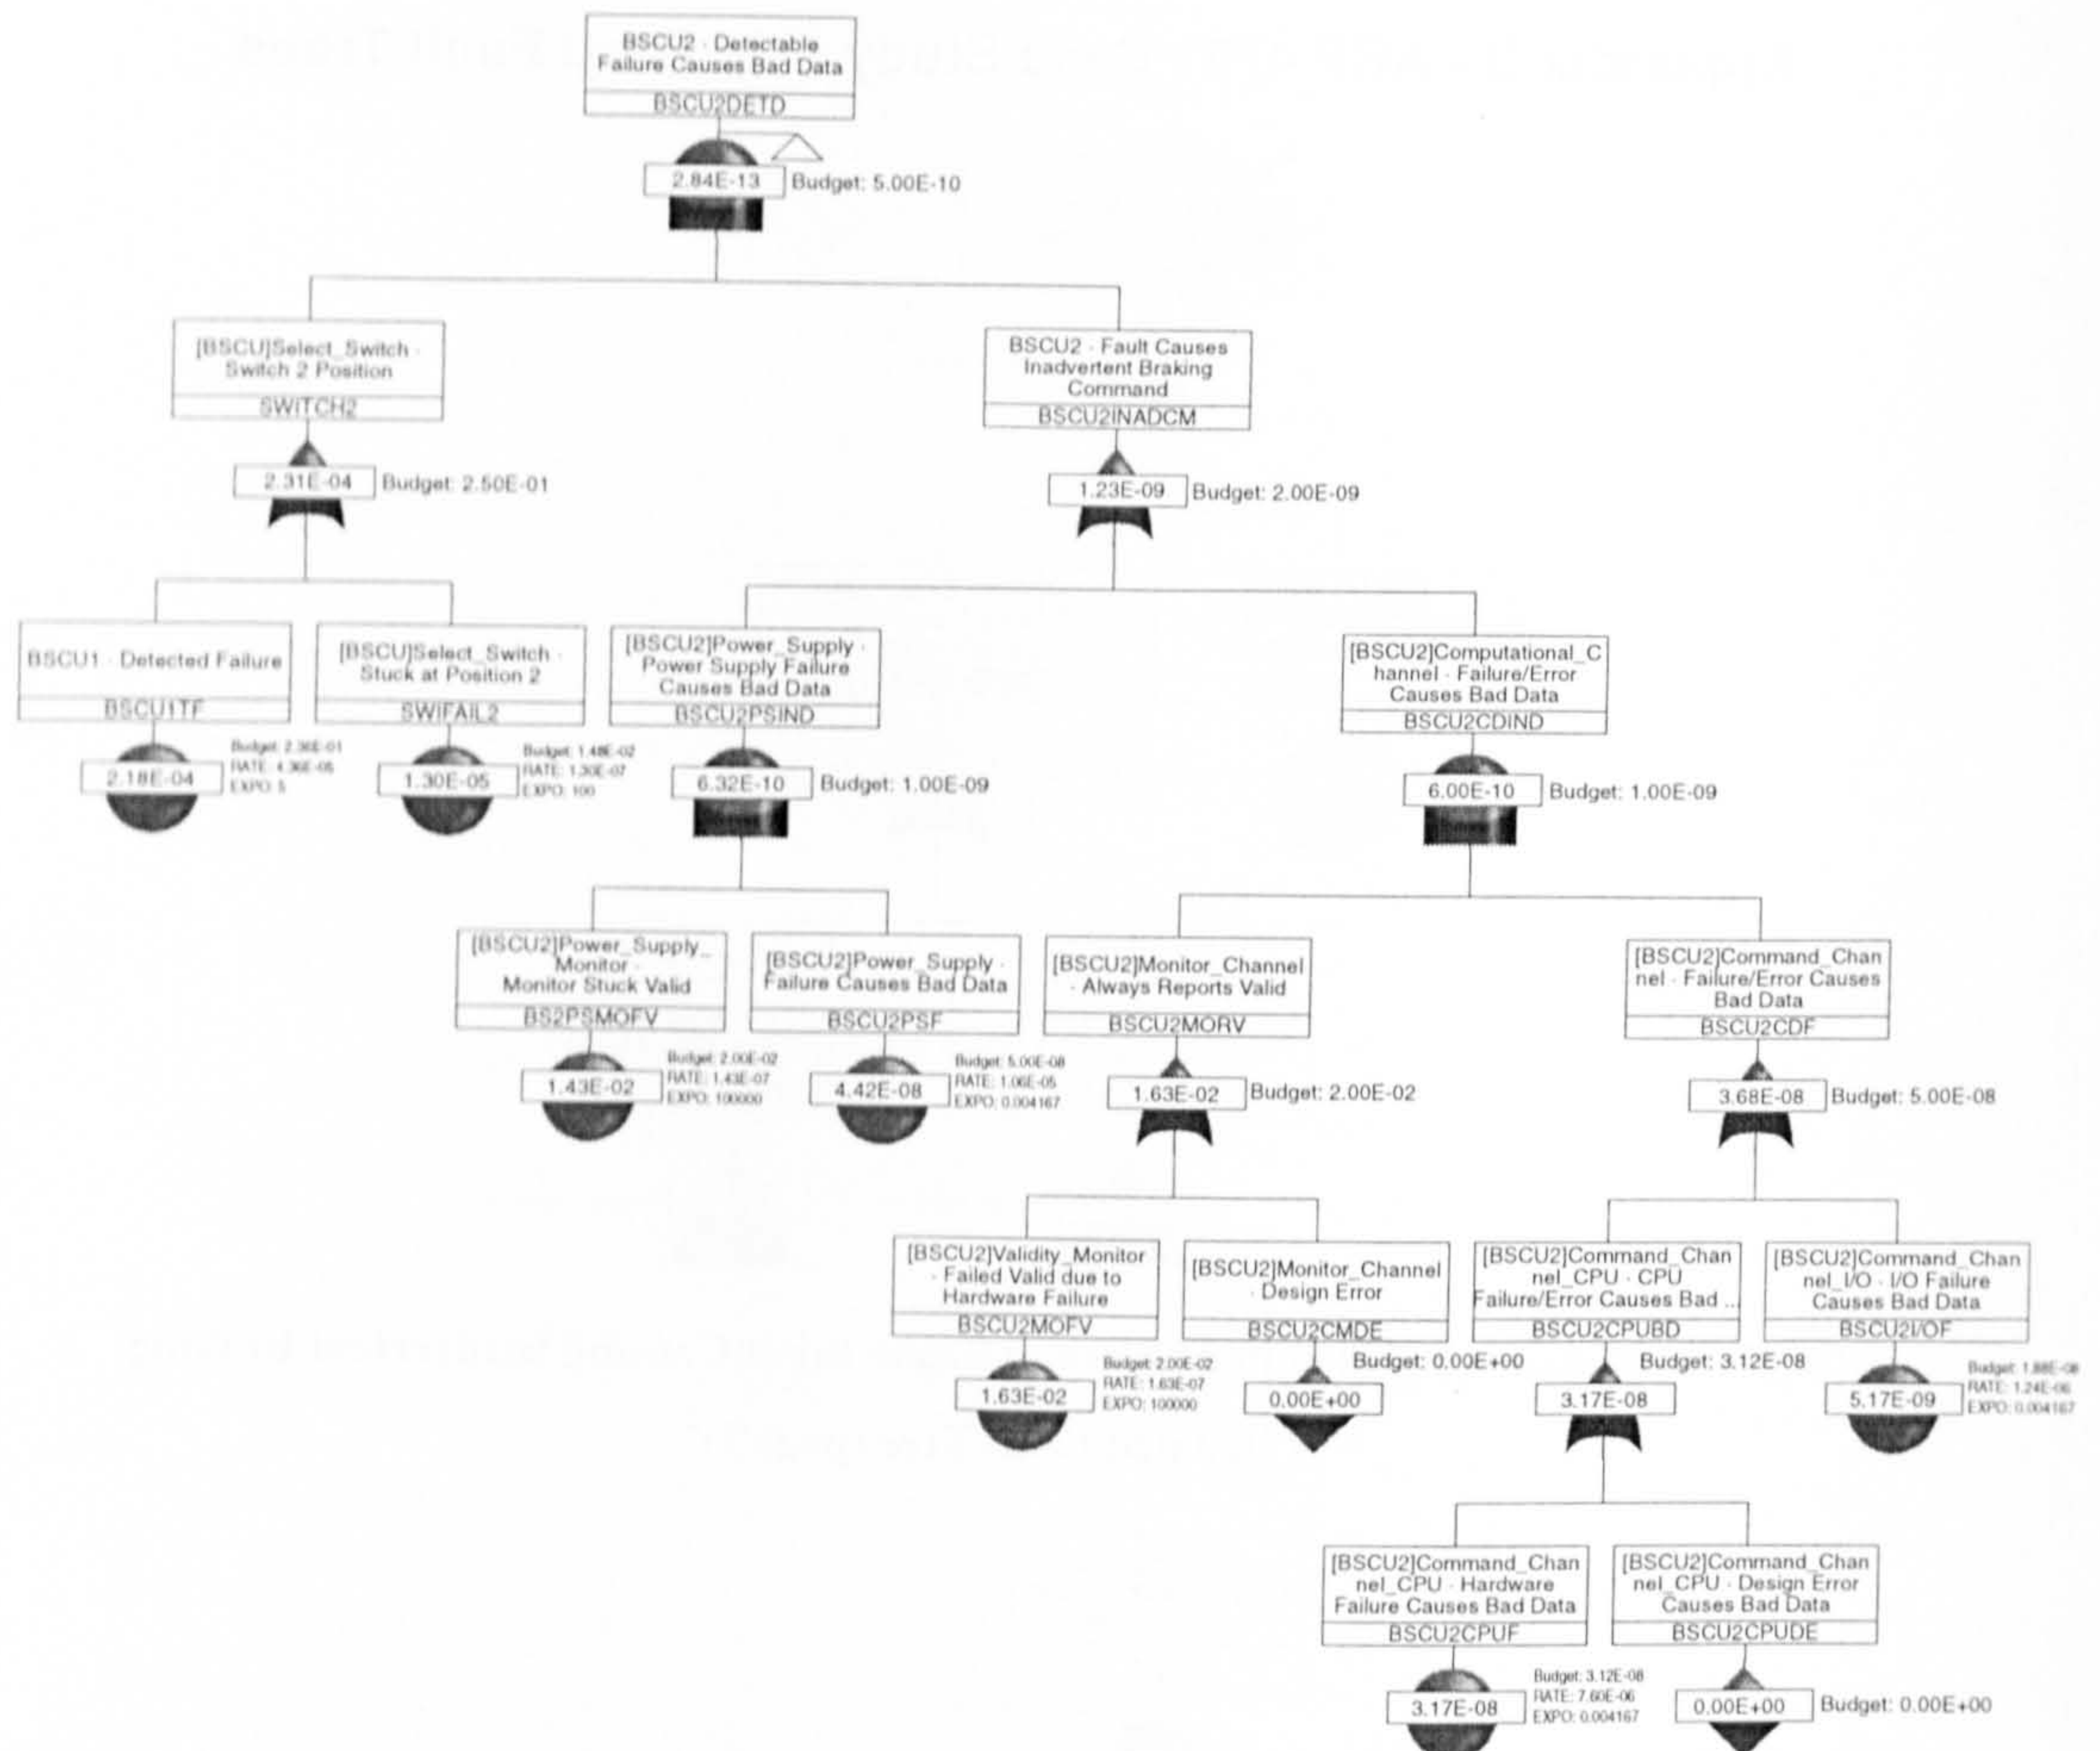 BSCU2 - Detectable
Failure Causes Bad Data
BSCU2DETD
2.84E-13
Budget: 5.00E-10
[BSCU]Select_Switch -
Switch 2 Position
SWITCH2
2.31E-04
Budget: 2.50E-01
BSCU2 - Fault Causes
Inadvertent Braking
Command
BSCU2INADCM
1.23E-09
Budget: 2.00E-09
BSCU1 - Detected Failure
BSCU1TF
2.18E-04
Budget: 2.36E-01
RATE: 4.36E-05
EXPO: 5
[BSCU]Select_Switch -
Stuck at Position 2
SWIFAIL2
1.30E-05
Budget: 1.48E-02
RATE: 1.30E-07
EXPO: 100
[BSCU2]Power_Supply -
Power Supply Failure
Causes Bad Data
BSCU2PSIND
6.32E-10
Budget: 1.00E-09
[BSCU2]Computational_C
hannel - Failure/Error
Causes Bad Data
BSCU2CDIND
6.00E-10
Budget: 1.00E-09
[BSCU2]Power_Supply_
Monitor -
Monitor Stuck Valid
BS2PSMOFV
1.43E-02
Budget: 2.00E-02
RATE: 1.43E-07
EXPO: 100000
[BSCU2]Power_Supply -
Failure Causes Bad Data
BSCU2PSF
4.42E-08
Budget: 5.00E-08
RATE: 1.06E-05
EXPO: 0.004167
[BSCU2]Monitor_Channel
- Always Reports Valid
BSCU2MORV
1.63E-02
Budget: 2.00E-02
[BSCU2]Command_Chan
nel - Failure/Error Causes
Bad Data
BSCU2CDF
3.68E-08
Budget: 5.00E-08
[BSCU2]Validity_Monitor
- Failed Valid due to
Hardware Failure
BSCU2MOFV
1.63E-02
Budget: 2.00E-02
RATE: 1.63E-07
EXPO: 100000
[BSCU2]Monitor_Channel
- Design Error
BSCU2CMDE
Budget: 0.00E+00
0.00E+00
[BSCU2]Command_Chan
nel_CPU - CPU
Failure/Error Causes Bad ...
BSCU2CPUBD
Budget: 3.12E-08
3.17E-08
[BSCU2]Command_Chan
nel_I/O - I/O Failure
Causes Bad Data
BSCU2I/OF
5.17E-09
Budget: 1.88E-08
RATE: 1.24E-06
EXPO: 0.004167
[BSCU2]Command_Chan
nel_CPU - Hardware
Failure Causes Bad Data
BSCU2CPUF
3.17E-08
Budget: 3.12E-08
RATE: 7.60E-06
EXPO: 0.004167
[BSCU2]Command_Chan
nel_CPU - Design Error
Causes Bad Data
BSCU2CPUDE
0.00E+00
Budget: 0.00E+00